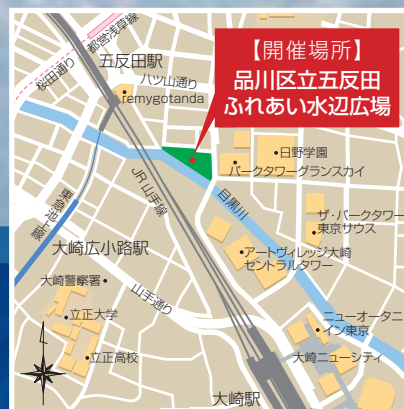 【開催場所】
品川区立五反田
ふれあい水辺広場
都営浅草線
桜田通り
五反田駅
八ツ山通り
remygotanda
日野学園
パークタワーグランスカイ
JR山手線
目黒川
東急池上線
ザ・パークタワー
東京サウス
大崎広小路駅
アートヴィレッジ大崎
セントラルタワー
大崎警察署
山手通り
立正大学
ニューオータニ
イン東京
立正高校
大崎ニューシティ
大崎駅